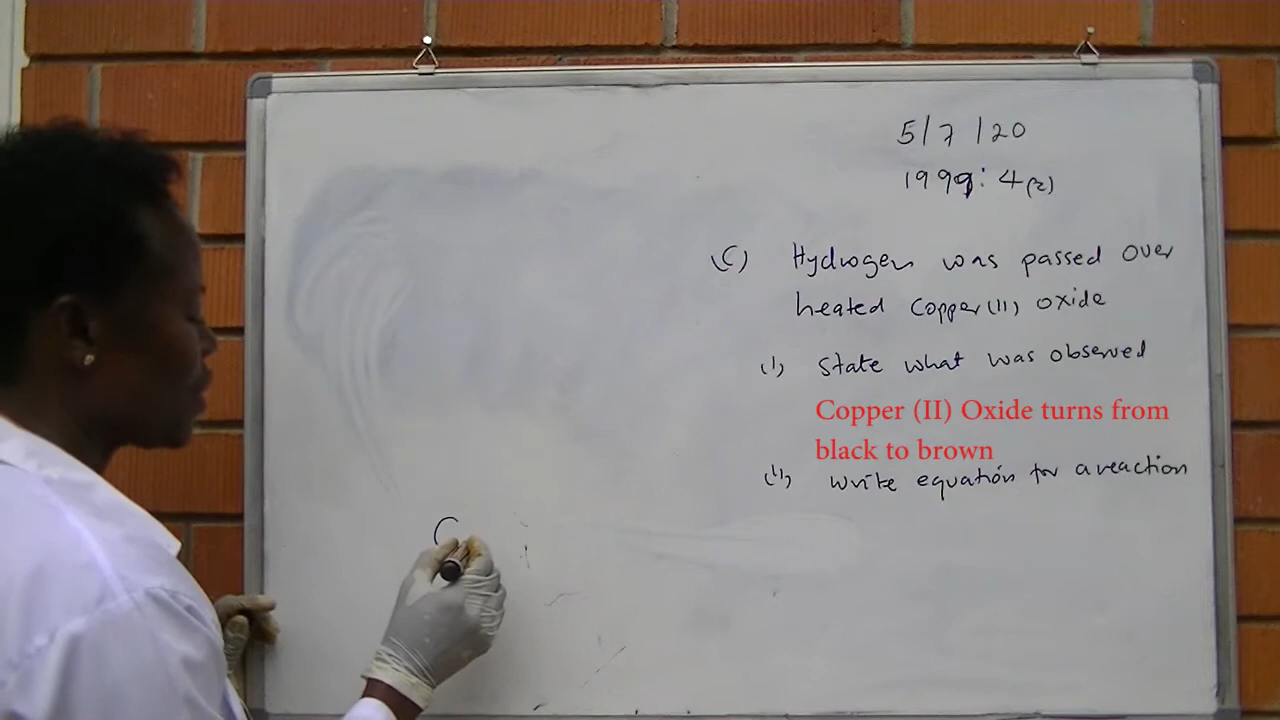 5/7/20
1999: 4(2)
(c) Hydrogen was passed over
heated Copper(II) oxide
(i) state what was observed
Copper (II) Oxide turns from
black to brown
(ii) write equation for a reaction
C